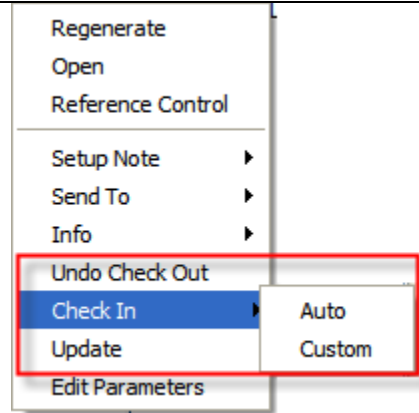 Regenerate
Open
Reference Control
Setup Note
Send To
Info
Undo Check Out
Check In
Auto
Update
Custom
Edit Parameters